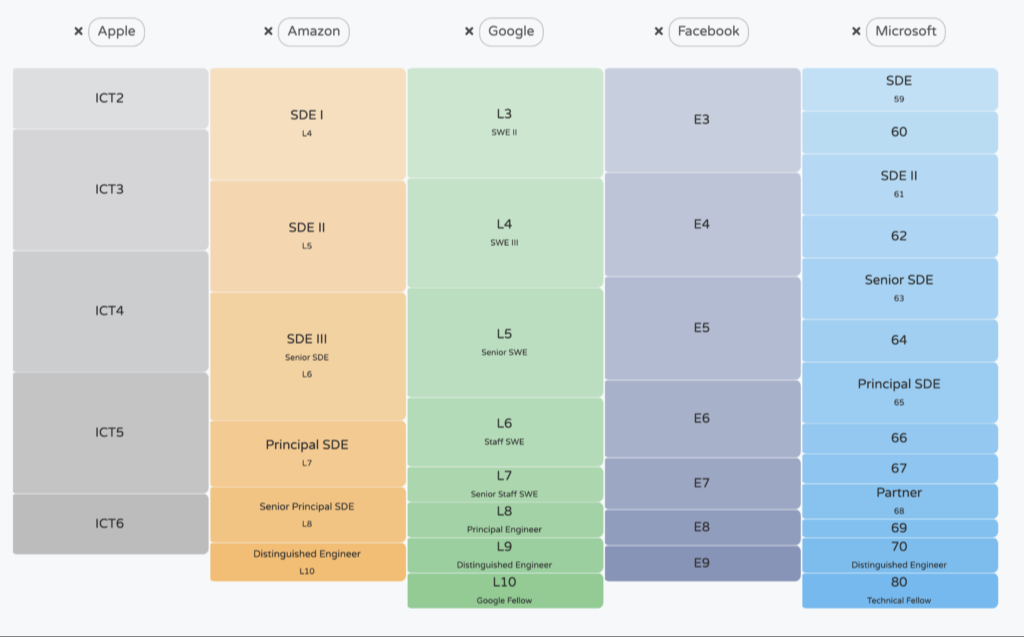 × Apple
× Amazon
× Google
× Facebook
× Microsoft
ICT2
ICT3
ICT4
ICT5
ICT6
SDE I
L4
SDE II
L5
SDE III
Senior SDE
L6
Principal SDE
L7
Senior Principal SDE
L8
Distinguished Engineer
L10
L3
SWE II
L4
SWE III
L5
Senior SWE
L6
Staff SWE
L7
Senior Staff SWE
L8
Principal Engineer
L9
Distinguished Engineer
L10
Google Fellow
E3
E4
E5
E6
E7
E8
E9
SDE
59
60
SDE II
61
62
Senior SDE
63
64
Principal SDE
65
66
67
Partner
68
69
70
Distinguished Engineer
80
Technical Fellow